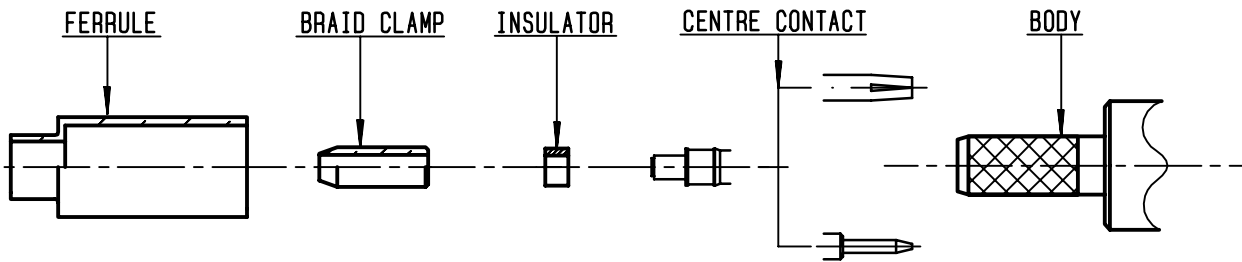 FERRULE
BRAID CLAMP
INSULATOR
CENTRE CONTACT
BODY